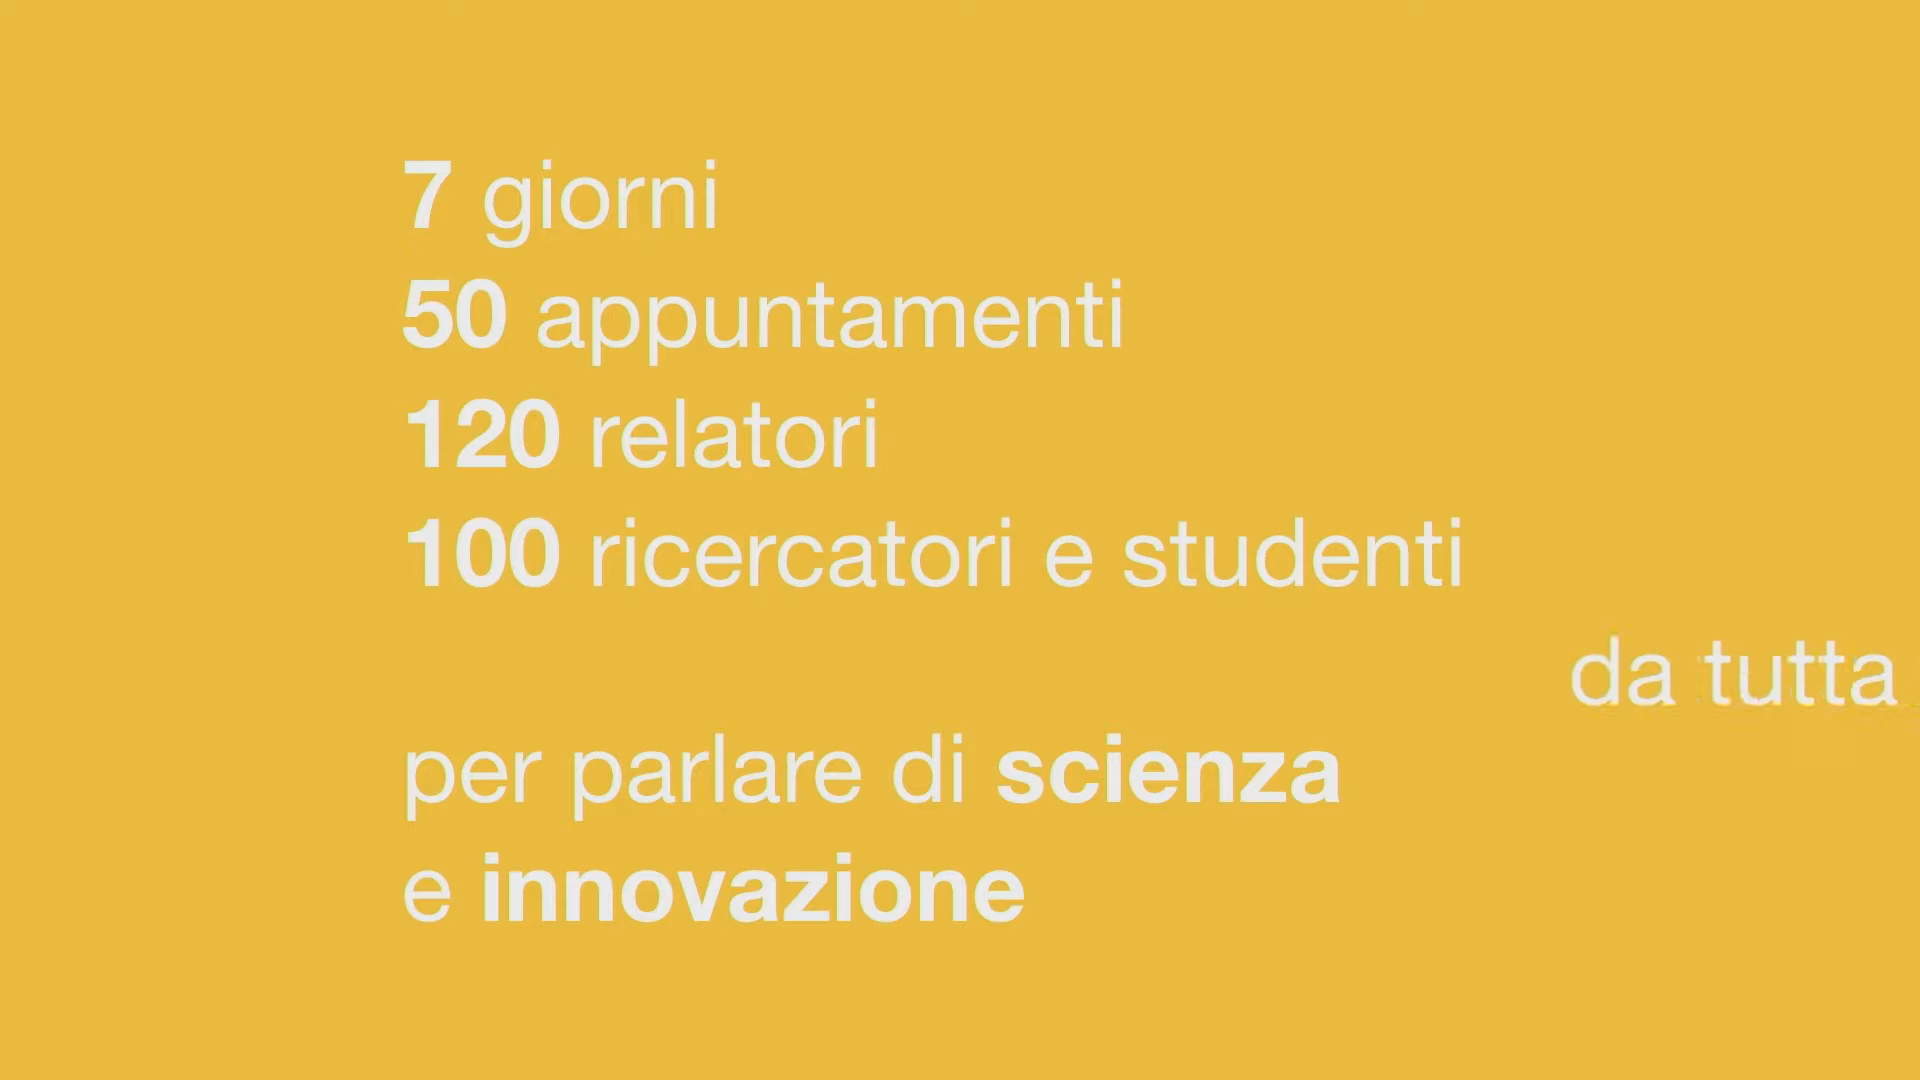 7 giorni
50 appuntamenti
120 relatori
100 ricercatori e studenti
da tutta
per parlare di scienza
e innovazione